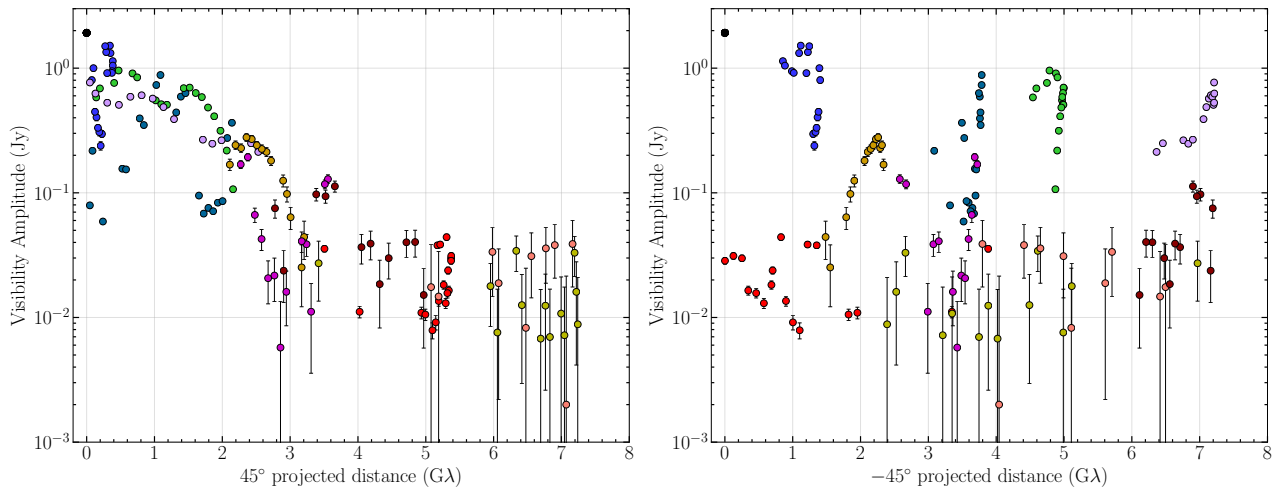 10⁰
10⁻¹
10⁻²
10⁻³
Visibility Amplitude (Jy)
0 1 2 3 4 5 6 7 8
45° projected distance (Gλ)
10⁰
10⁻¹
10⁻²
10⁻³
Visibility Amplitude (Jy)
0 1 2 3 4 5 6 7 8
−45° projected distance (Gλ)